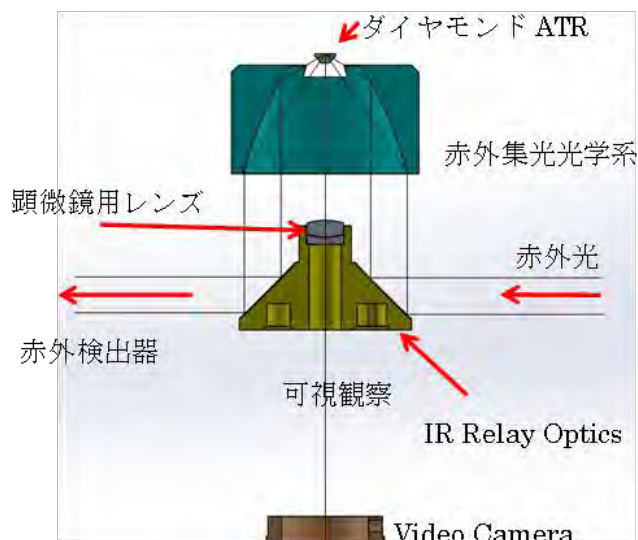 ダイヤモンド ATR
赤外集光光学系
顕微鏡用レンズ
赤外光
赤外検出器
可視観察
IR Relay Optics
Video Camera